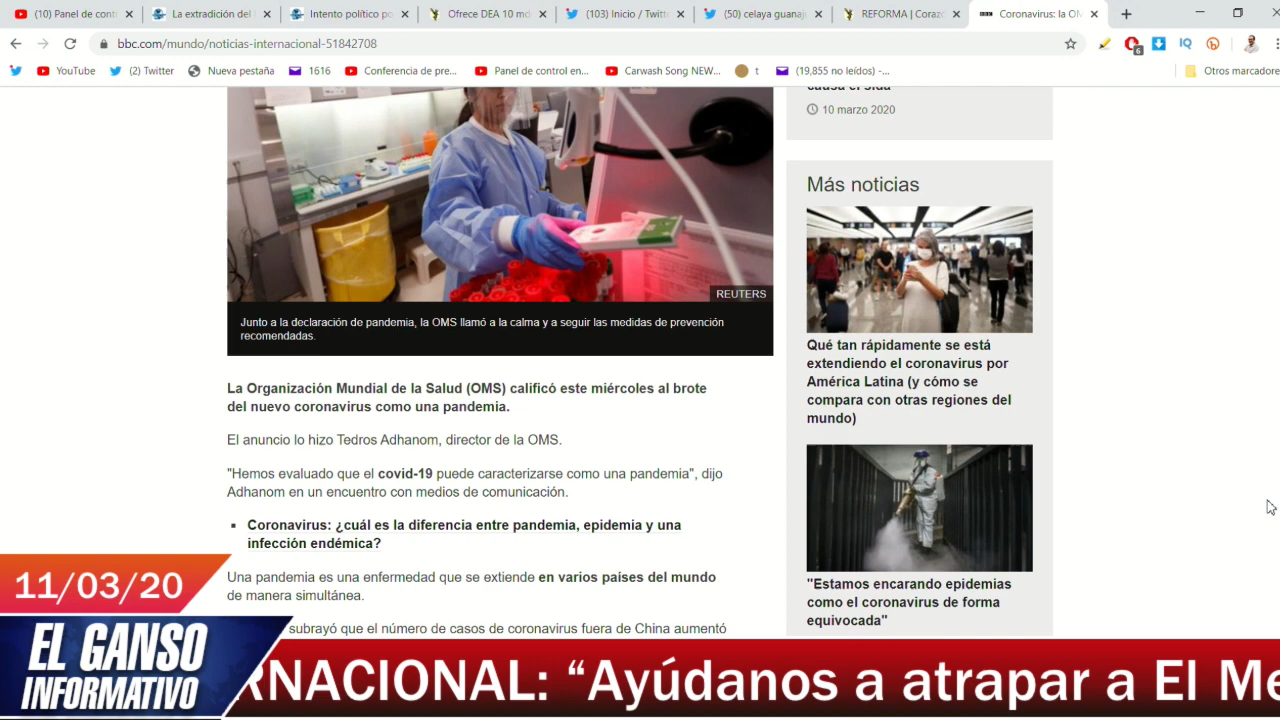 (10) Panel de contr
La extradición del
Intento político po
Ofrece DEA 10 md
(103) Inicio / Twitt
(50) celaya guanaj
REFORMA | Coraz
Coronavirus: la OM
bbc.com/mundo/noticias-internacional-51842708
6
IQ
YouTube
(2) Twitter
Nueva pestaña
1616
Conferencia de pre...
Panel de control en...
Carwash Song NEW...
t
(19,855 no leídos) -...
Otros marcadore
10 marzo 2020
REUTERS
Junto a la declaración de pandemia, la OMS llamó a la calma y a seguir las medidas de prevención
recomendadas.
La Organización Mundial de la Salud (OMS) calificó este miércoles al brote
del nuevo coronavirus como una pandemia.
El anuncio lo hizo Tedros Adhanom, director de la OMS.
"Hemos evaluado que el covid-19 puede caracterizarse como una pandemia", dijo
Adhanom en un encuentro con medios de comunicación.
Coronavirus: ¿cuál es la diferencia entre pandemia, epidemia y una
infección endémica?
Una pandemia es una enfermedad que se extiende en varios países del mundo
de manera simultánea.
subrayó que el número de casos de coronavirus fuera de China aumentó
Más noticias
Qué tan rápidamente se está
extendiendo el coronavirus por
América Latina (y cómo se
compara con otras regiones del
mundo)
"Estamos encarando epidemias
como el coronavirus de forma
equivocada"
11/03/20
EL GANSO
INFORMATIVO
RNACIONAL: “Ayúdanos a atrapar a El Me